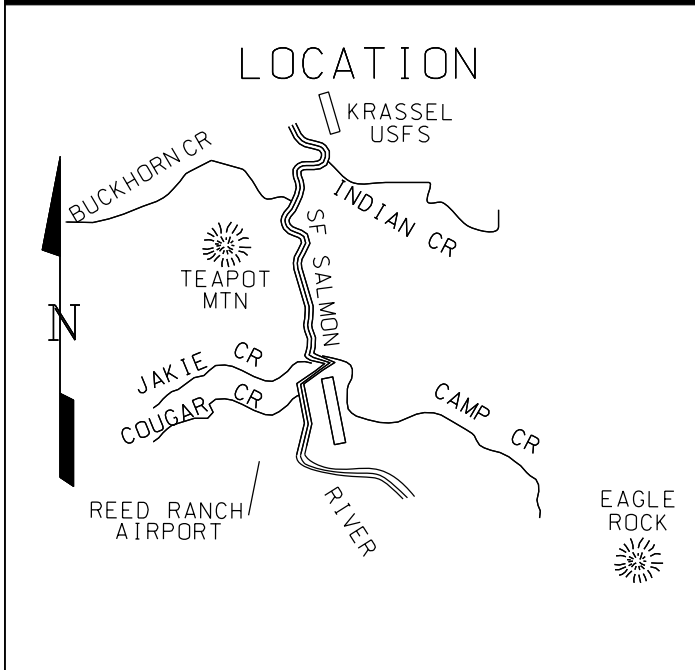 LOCATION
KRASSEL
USFS
BUCKHORN CR
INDIAN CR
SF SALMON
TEAPOT
MTN
N
JAKIE CR
COUGAR CR
CAMP CR
REED RANCH
AIRPORT
RIVER
EAGLE
ROCK